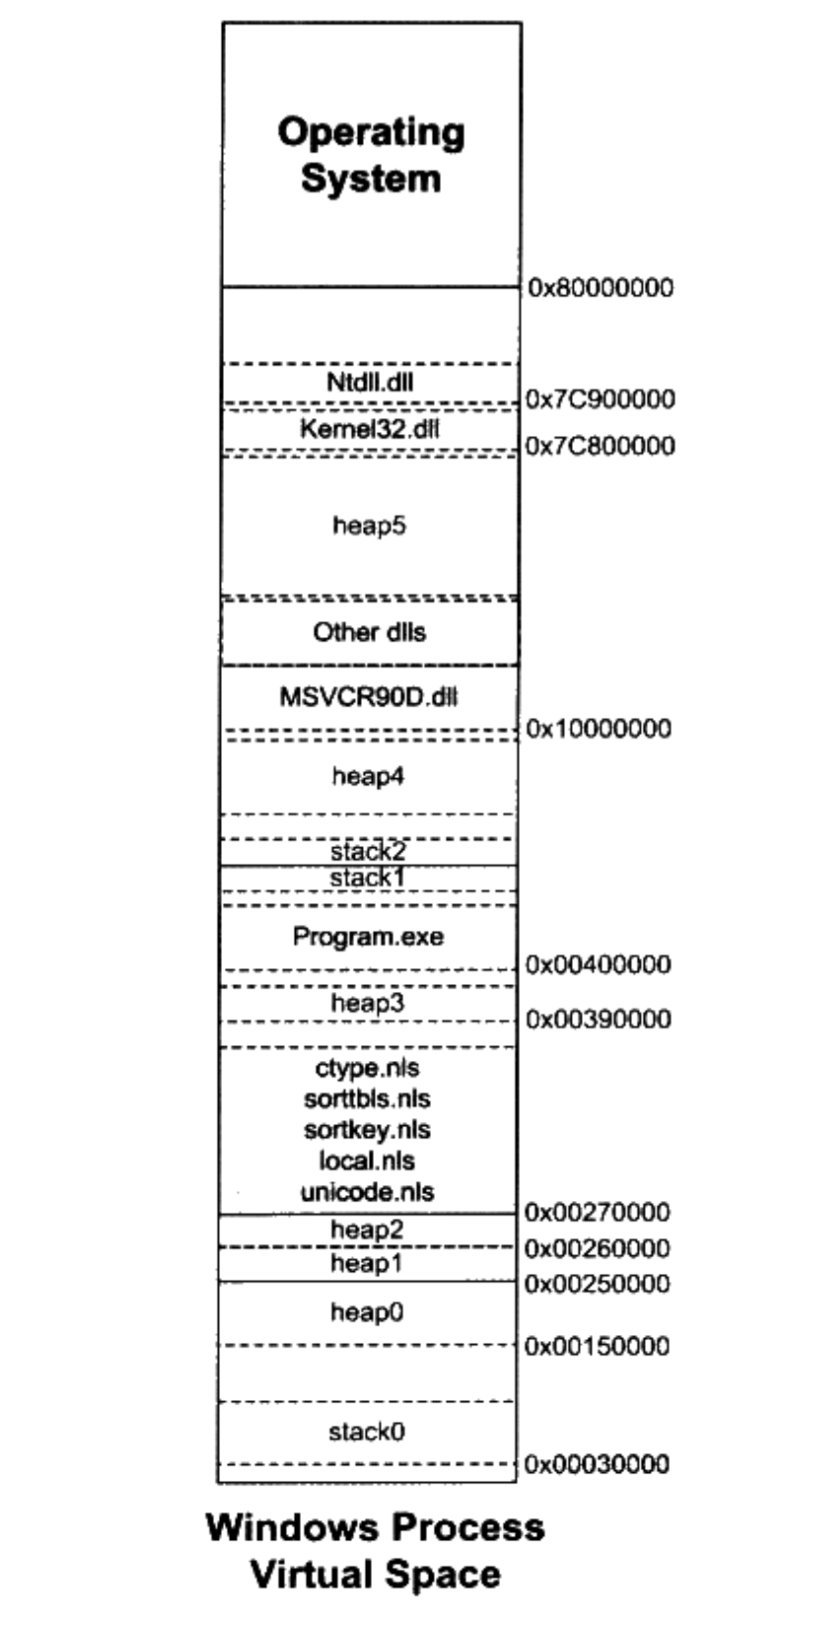 Operating
System
0x80000000
Ntdll.dll
0x7C900000
Kernel32.dll
0x7C800000
heap5
Other dlls
MSVCR90D.dll
0x10000000
heap4
stack2
stack1
Program.exe
0x00400000
heap3
0x00390000
ctype.nls
sorttbls.nls
sortkey.nls
local.nls
unicode.nls
0x00270000
heap2
0x00260000
heap1
0x00250000
heap0
0x00150000
stack0
0x00030000
Windows Process
Virtual Space